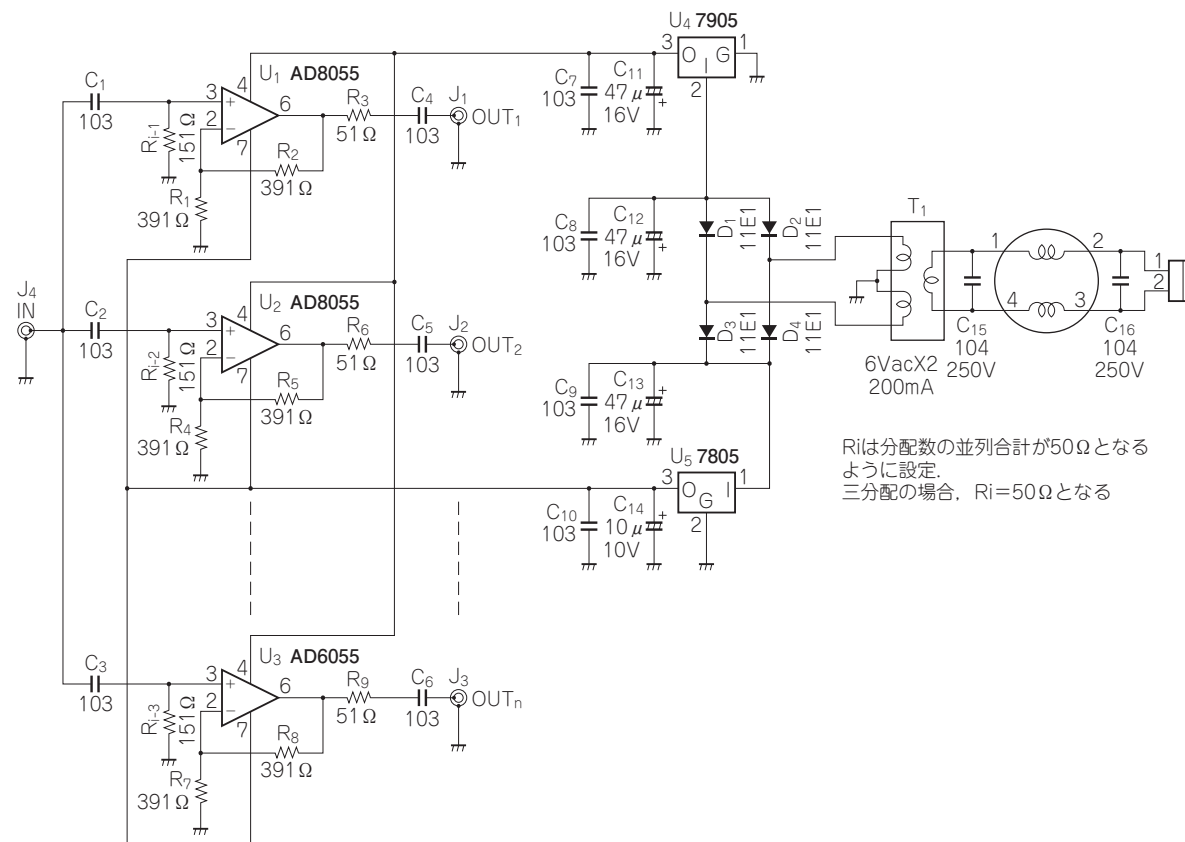 U1 AD8055
C1
103
Ri-1
151Ω
3
2
4
7
6
+
−
R3
51Ω
C4
103
J1
OUT1
R2
391Ω
R1
391Ω
J4
IN
U2 AD8055
C2
103
Ri-2
151Ω
3
2
4
7
6
+
−
R6
51Ω
C5
103
J2
OUT2
R5
391Ω
R4
391Ω
U3 AD6055
C3
103
Ri-3
151Ω
3
2
4
7
6
+
−
R9
51Ω
C6
103
J3
OUTn
R8
391Ω
R7
391Ω
U4 7905
3
O
G
I
1
2
C7
103
C11
47μ
16V
+
C8
103
C12
47μ
16V
+
D1
11E1
D2
11E1
D3
11E1
D4
11E1
C9
103
C13
47μ
16V
+
U5 7805
3
O
G
I
1
2
C10
103
C14
10μ
10V
+
T1
6VacX2
200mA
C15
104
250V
1
2
4
3
C16
104
250V
1
2
Riは分配数の並列合計が50Ωとなる
ように設定.
三分配の場合，Ri=50Ωとなる